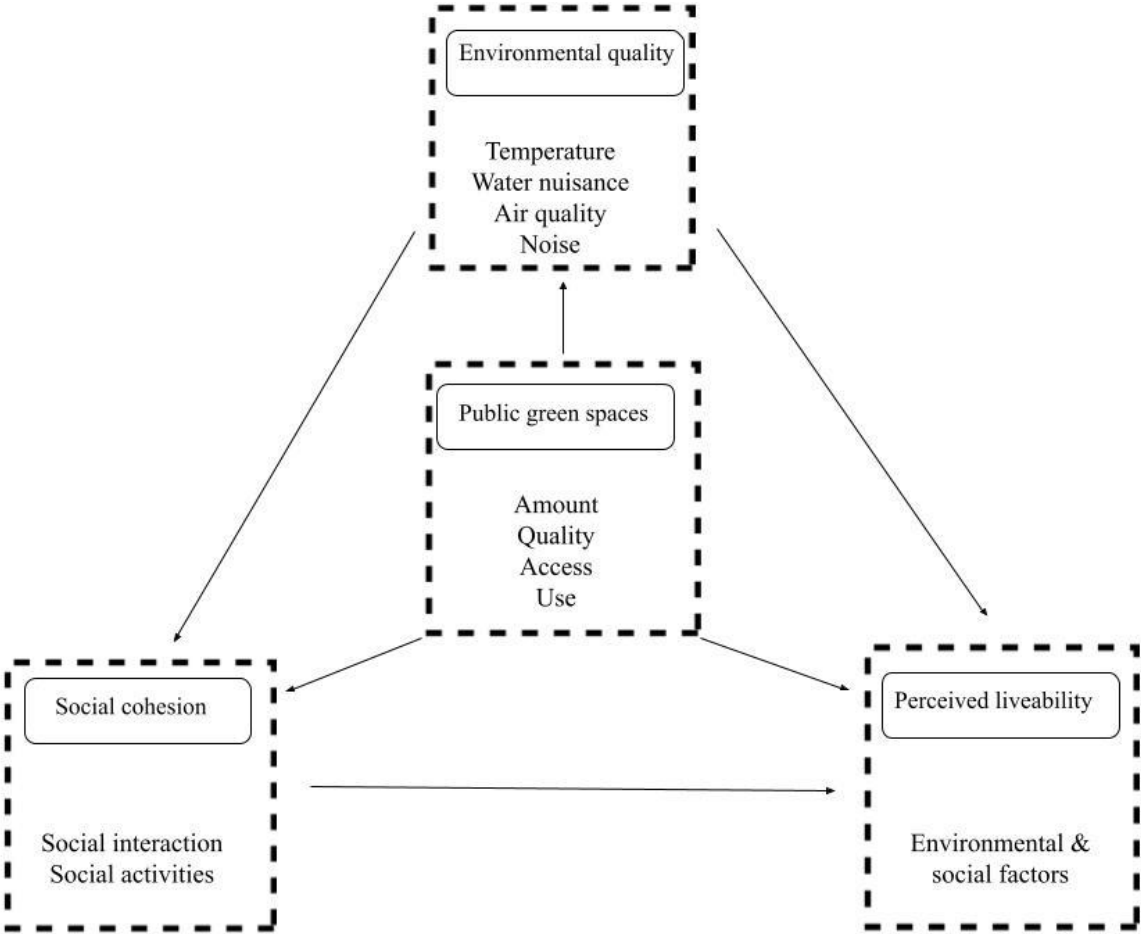 Environmental quality
Temperature
Water nuisance
Air quality
Noise
Public green spaces
Amount
Quality
Access
Use
Social cohesion
Social interaction
Social activities
Perceived liveability
Environmental &
social factors